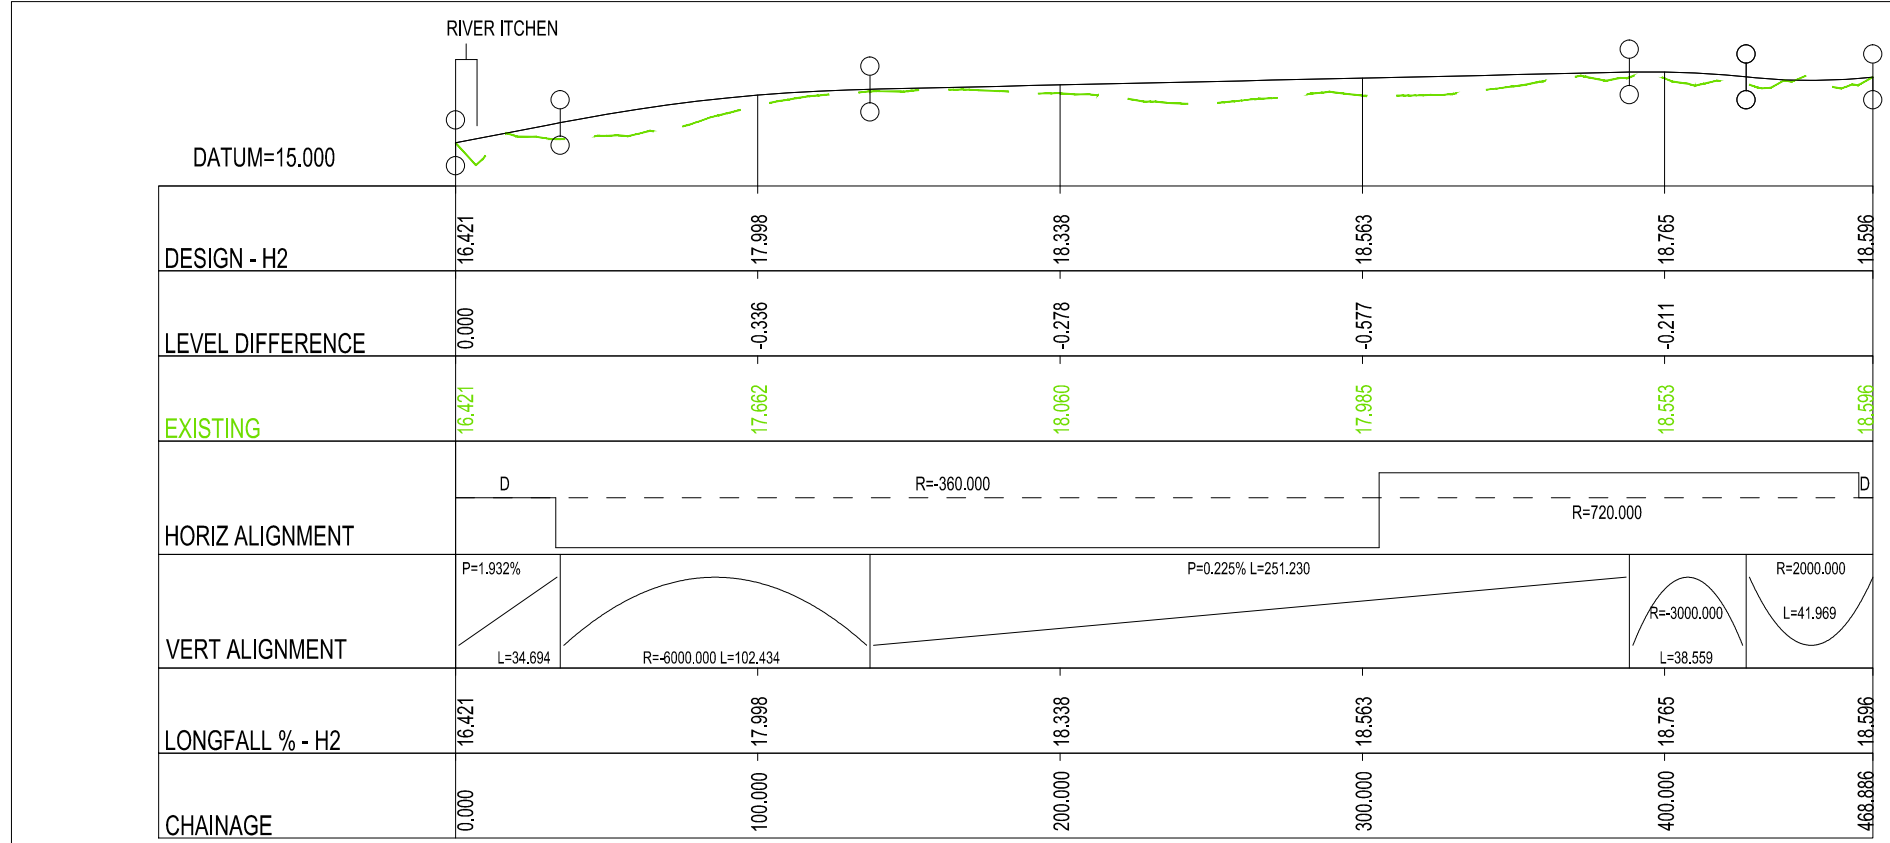 RIVER ITCHEN
DATUM=15.000
DESIGN - H2 16.421 17.998 18.338 18.563 18.765 18.596
LEVEL DIFFERENCE 0.000 -0.336 -0.278 -0.577 -0.211
EXISTING 16.421 17.662 18.060 17.985 18.553 18.596
HORIZ ALIGNMENT D R=-360.000 R=720.000 D
VERT ALIGNMENT P=1.932% L=34.694 R=-6000.000 L=102.434 P=0.225% L=251.230 R=-3000.000 L=38.559 R=2000.000 L=41.969
LONGFALL % - H2 16.421 17.998 18.338 18.563 18.765 18.596
CHAINAGE 0.000 100.000 200.000 300.000 400.000 468.886